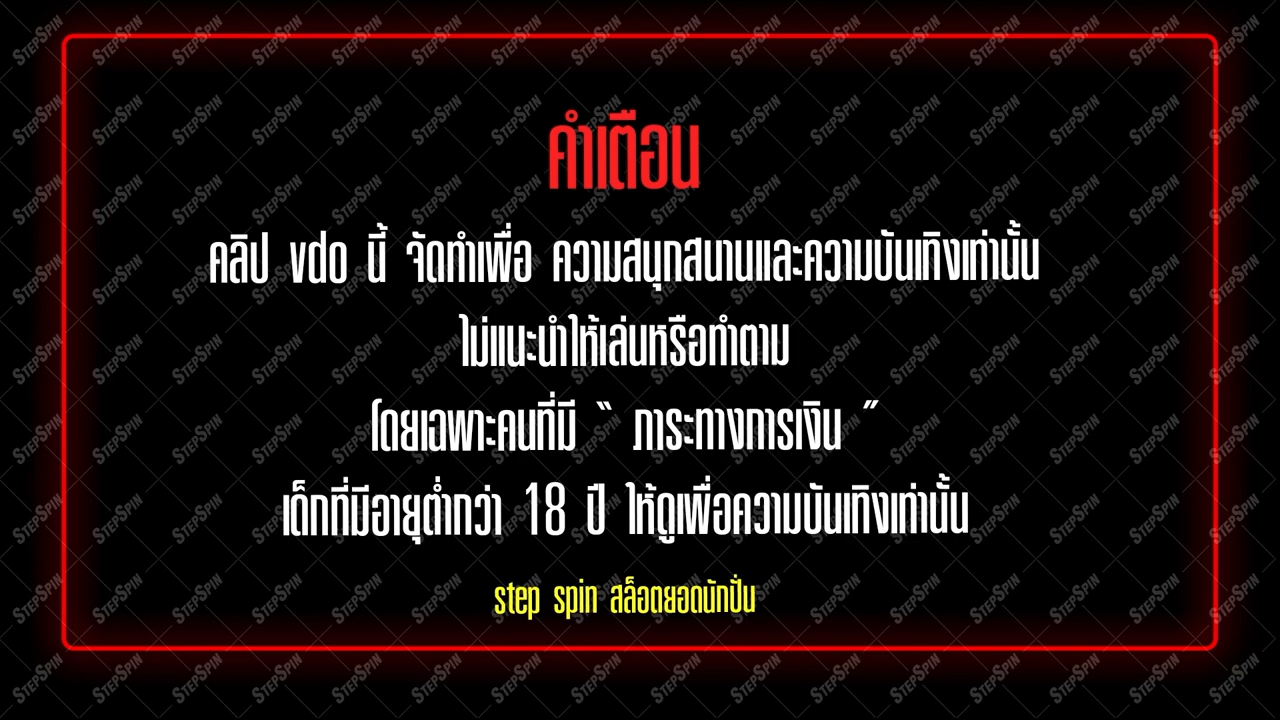 คำเตือน
คลิป vdo นี้ จัดทำเพื่อ ความสนุกสนานและความบันเทิงเท่านั้น
ไม่แนะนำให้เล่นหรือทำตาม
โดยเฉพาะคนที่มี “ ภาระทางการเงิน ”
เด็กที่มีอายุต่ำกว่า 18 ปี ให้ดูเพื่อความบันเทิงเท่านั้น
step spin สล็อตยอดนักปั่น